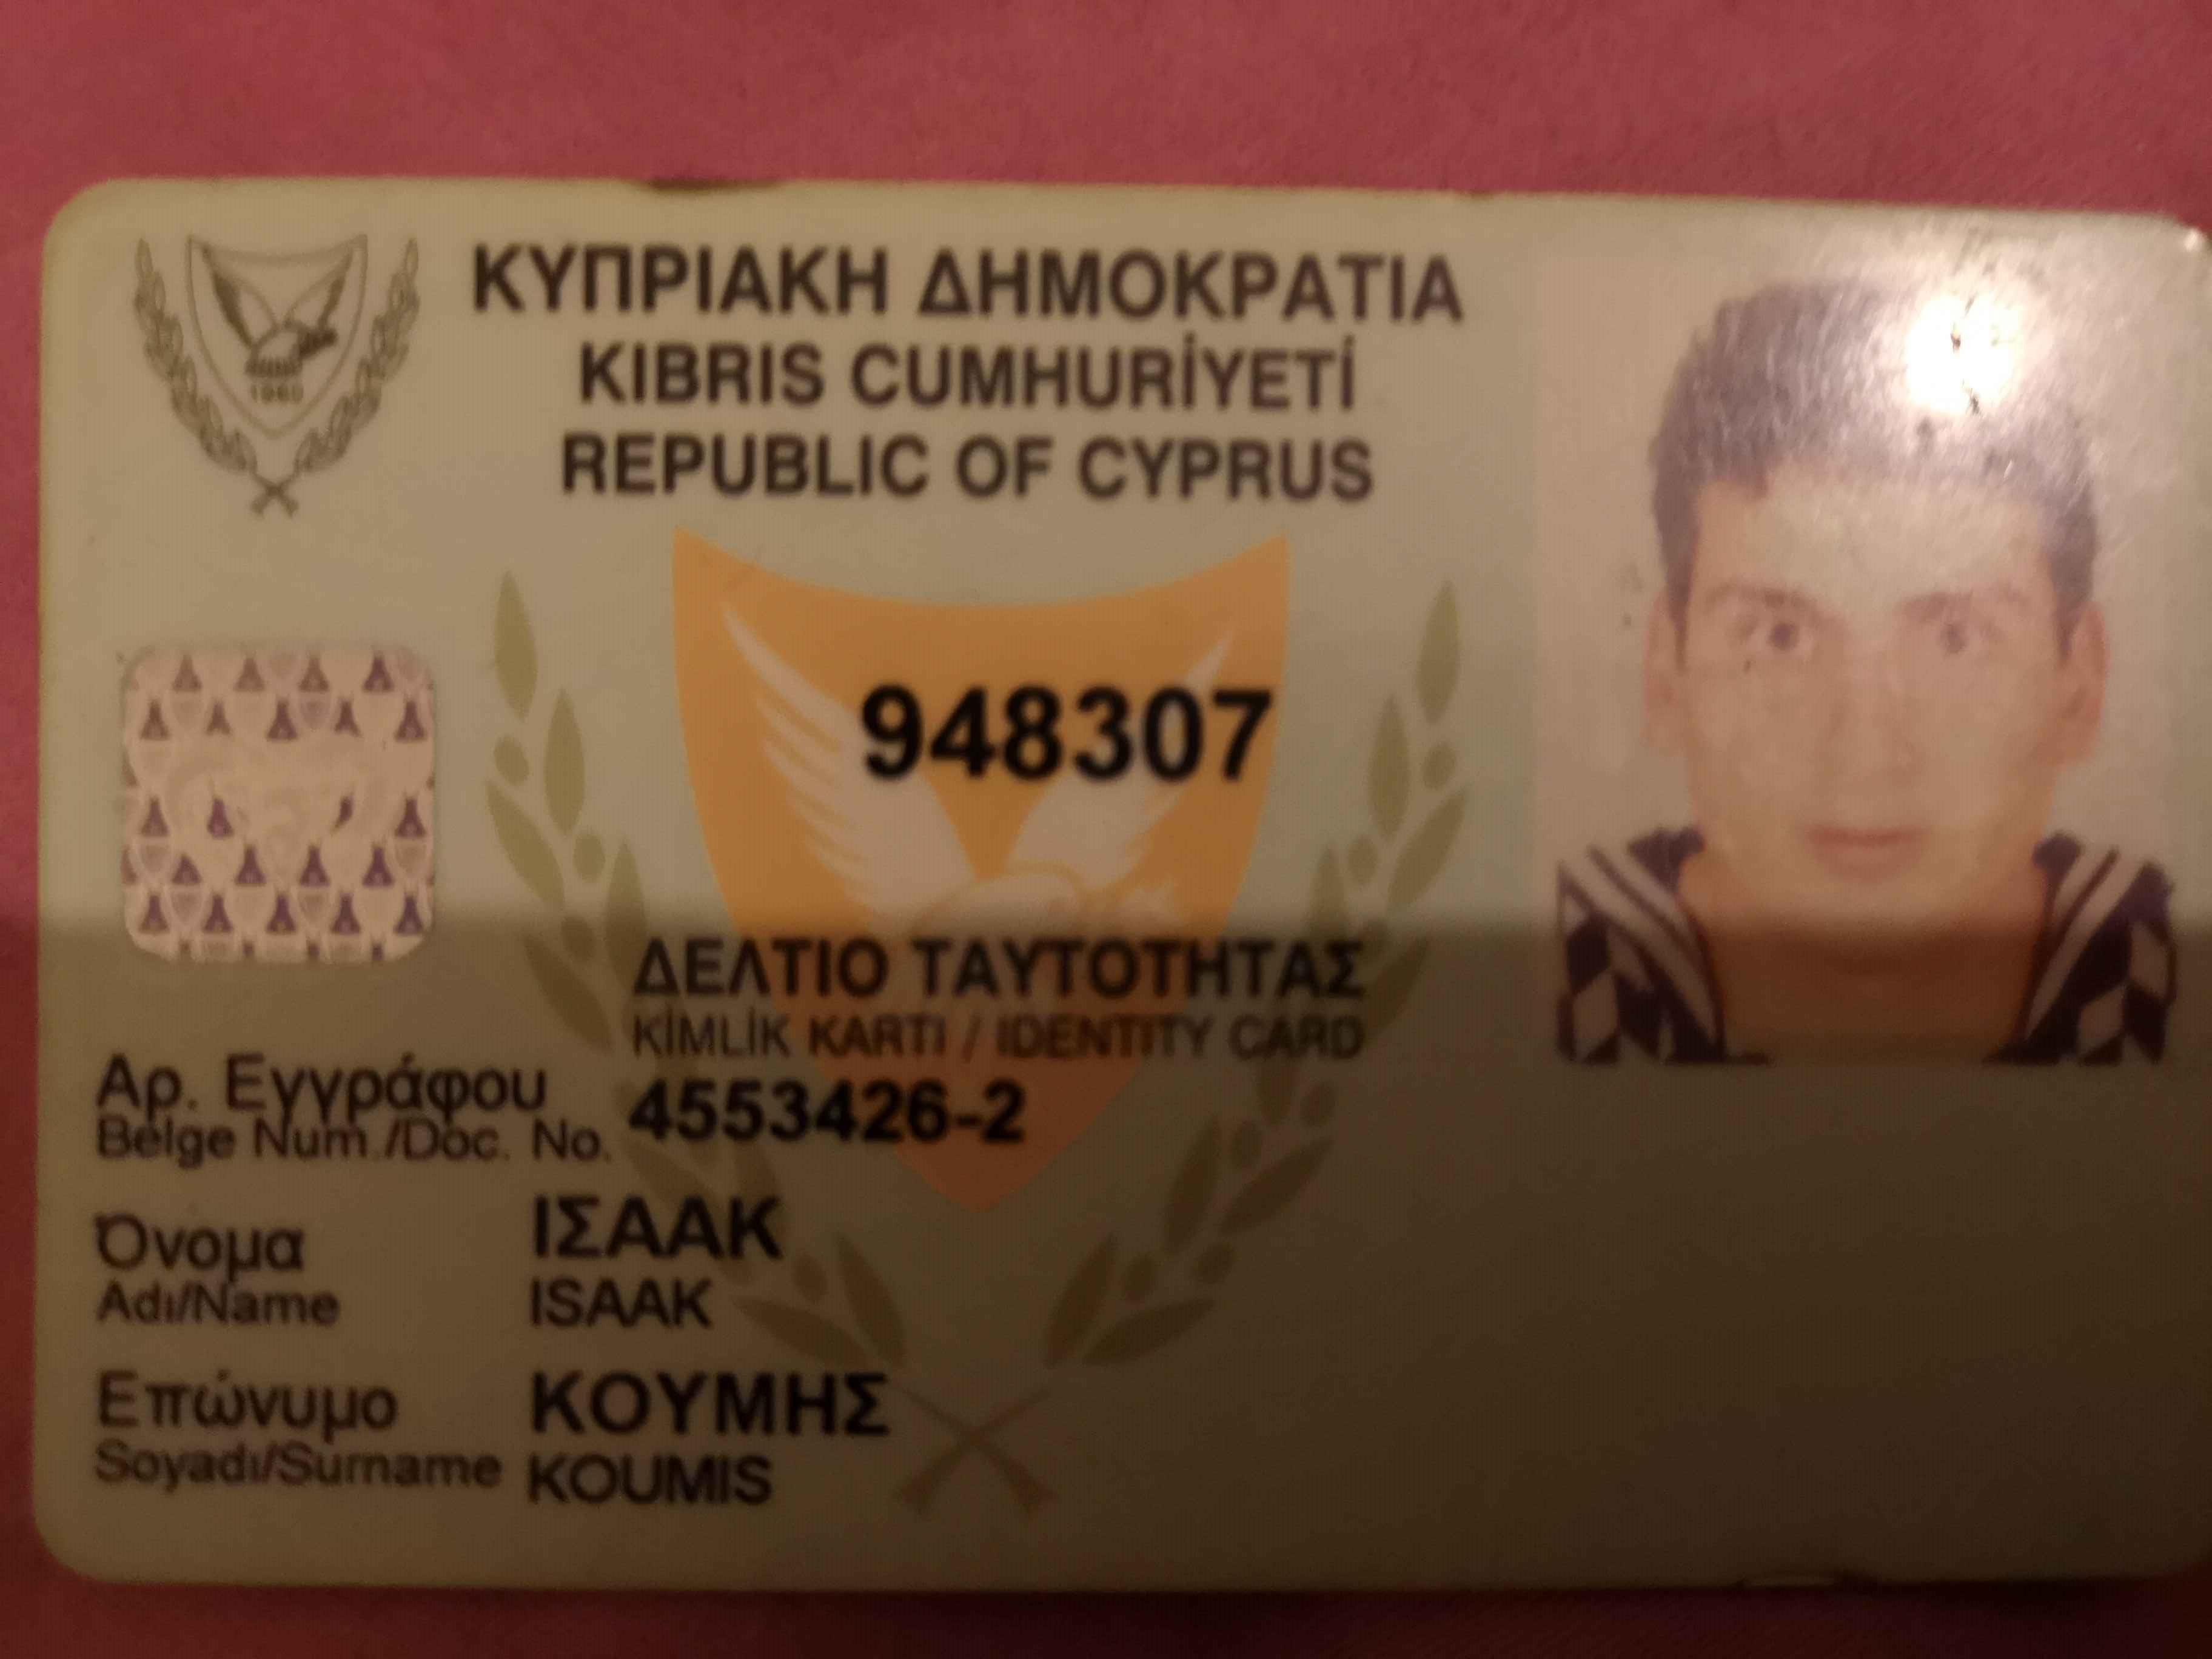 ΚΥΠΡΙΑΚΗ ΔΗΜΟΚΡΑΤΙΑ
KIBRIS CUMHURİYETİ
REPUBLIC OF CYPRUS
1960
948307
ΔΕΛΤΙΟ ΤΑΥΤΟΤΗΤΑΣ
KİMLİK KARTI / IDENTITY CARD
Αρ. Εγγράφου
Belge Num./Doc. No. 4553426-2
Όνομα ΙΣΑΑΚ
Adı/Name ISAAK
Επώνυμο ΚΟΥΜΗΣ
Soyadı/Surname KOUMIS